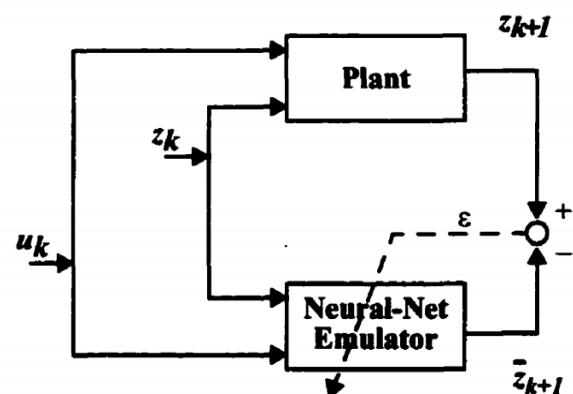 z_{k+1}
Plant
z_k
+
ε
u_k
−
Neural-Net
Emulator
z̄_{k+1}